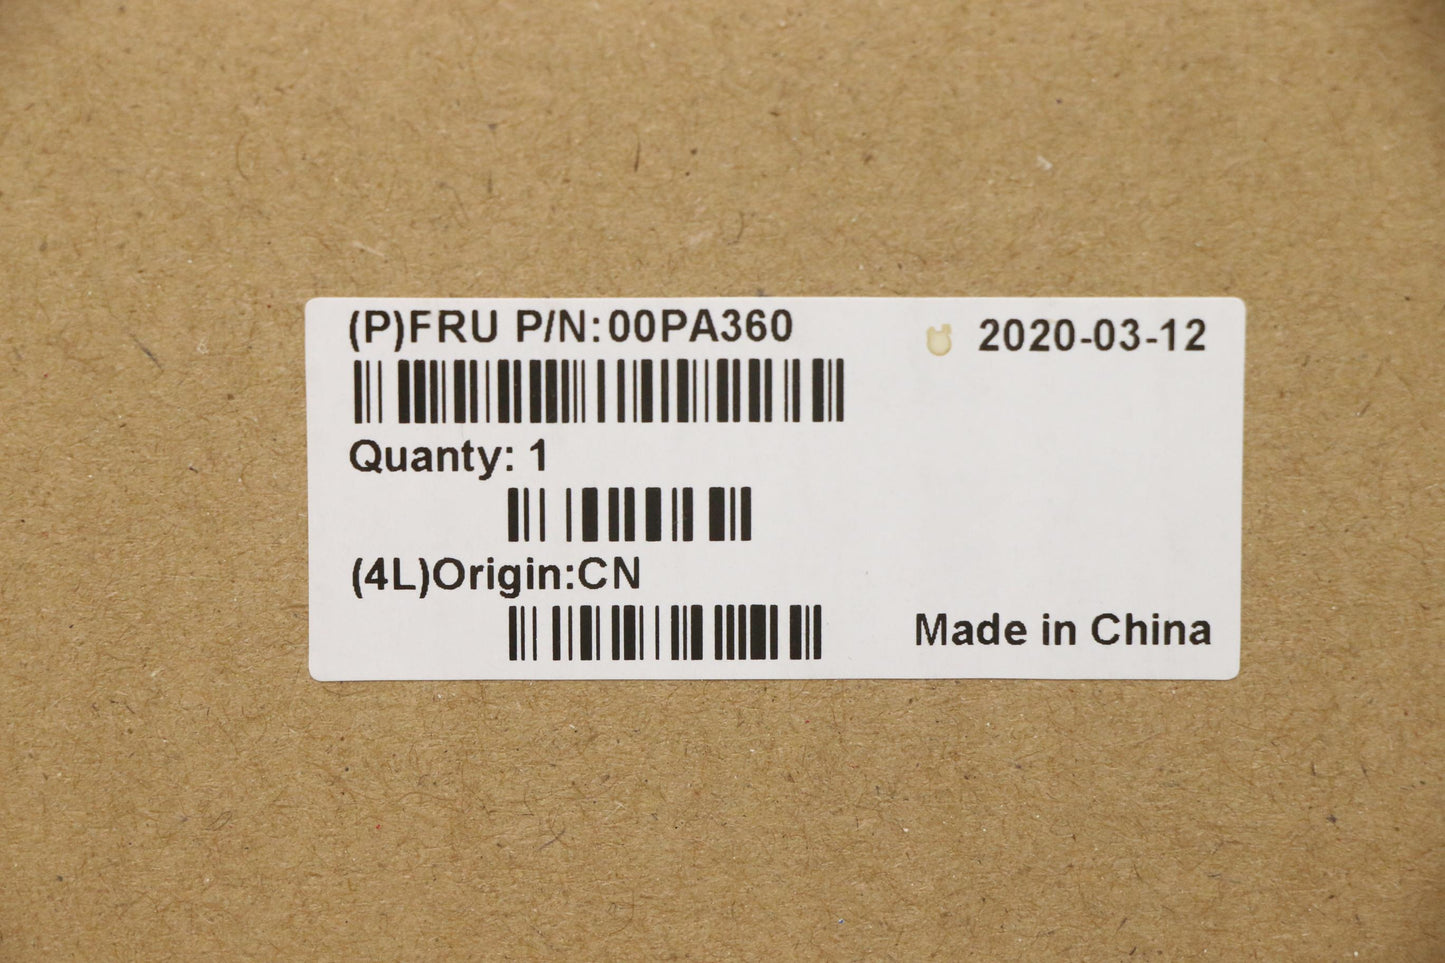 (P)FRU P/N:00PA360
2020-03-12
Quanty: 1
(4L)Origin:CN
Made in China